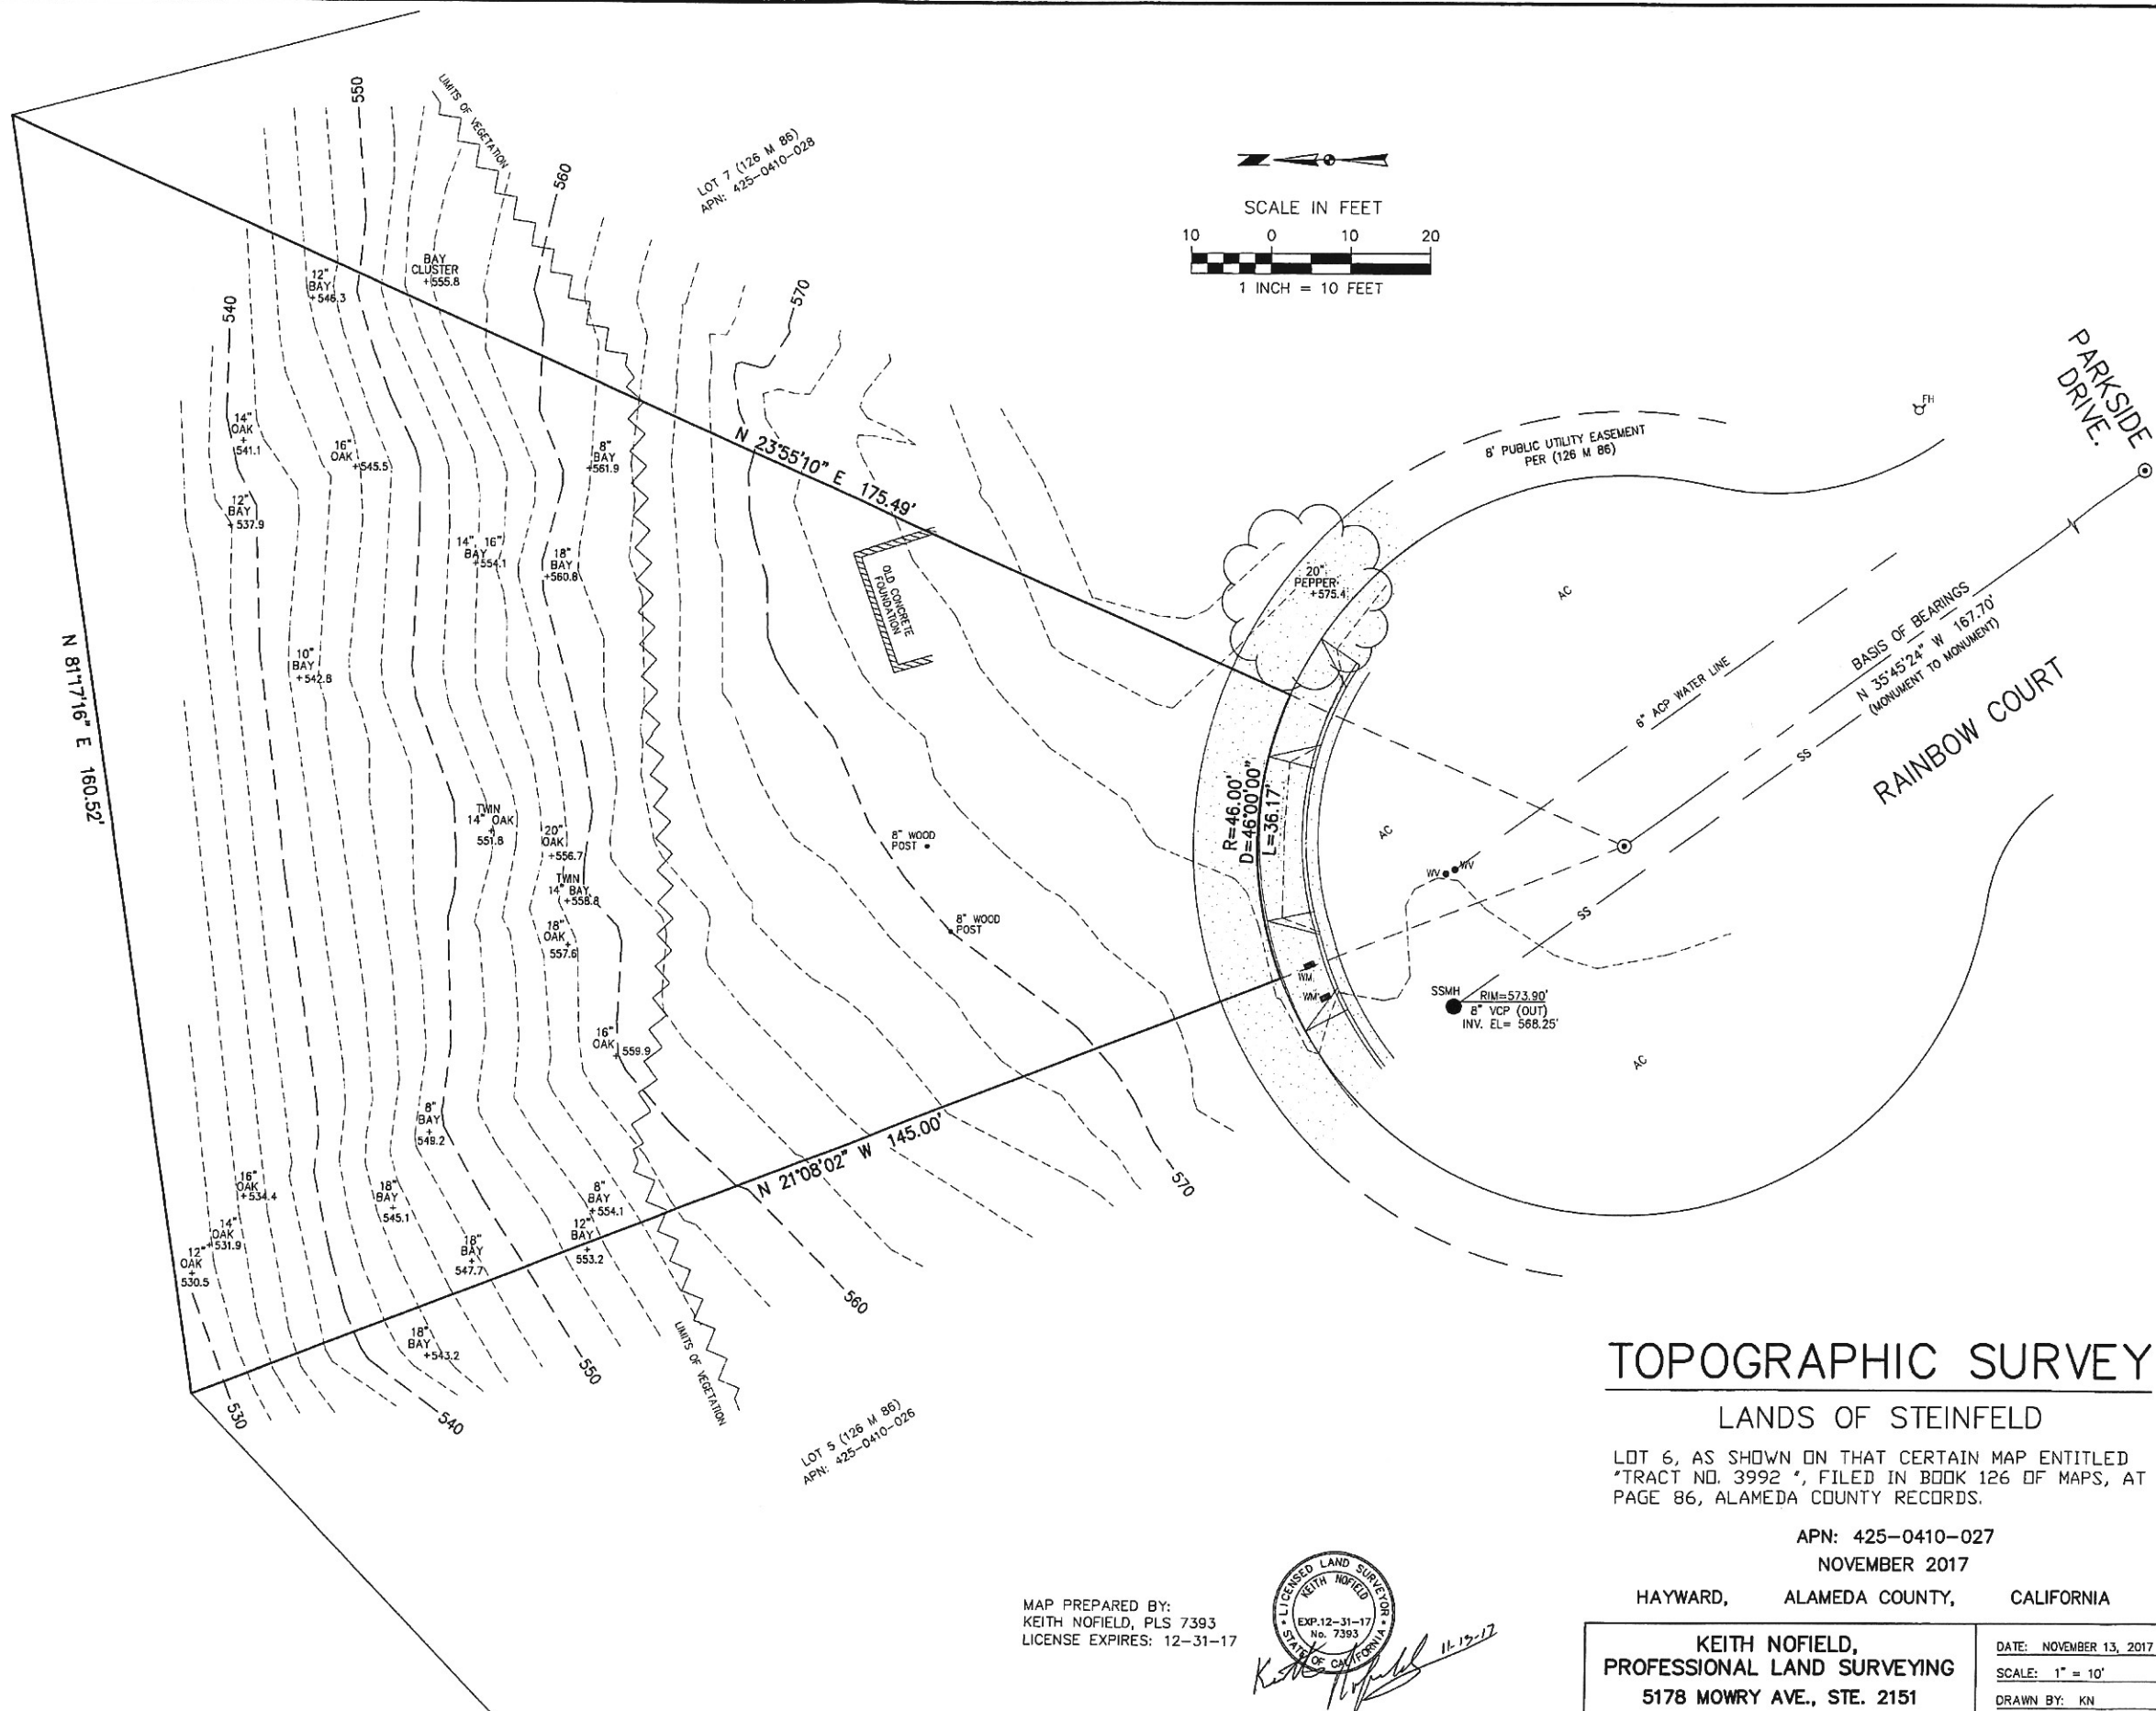 LIMITS OF VEGETATION
550
560
LOT 7 (126 M 86)
APN: 425-0410-028
SCALE IN FEET
10 0 10 20
1 INCH = 10 FEET
570
540
12"
BAY
+546.3
BAY
CLUSTER
+555.8
PARKSIDE
DRIVE.
FH
14"
OAK
+
541.1
16"
OAK
+545.5
8"
BAY
+561.9
N 23°55'10" E 175.49'
8' PUBLIC UTILITY EASEMENT
PER (126 M 86)
12"
BAY
+537.9
14", 16"
BAY
+554.1
18"
BAY
+560.8
OLD CONCRETE
FOUNDATION
20"
PEPPER
+575.4
AC
BASIS OF BEARINGS
N 35°45'24" W 167.70'
(MONUMENT TO MONUMENT)
6" ACP WATER LINE
SS
RAINBOW COURT
N 81°17'16" E 160.52'
10"
BAY
+542.8
TWIN
14" OAK
+
551.8
20"
OAK
+556.7
TWIN
14" BAY
+558.8
18"
OAK
+
557.6
8" WOOD
POST
8" WOOD
POST
R=46.00'
D=46°00'00"
L=36.17'
AC
WV
WV
SS
WM
WM
SSMH
RIM=573.90'
8" VCP (OUT)
INV. EL= 568.25'
AC
16"
OAK
+559.9
8"
BAY
+
549.2
N 21°08'02" W 145.00'
570
16"
OAK
+534.4
18"
BAY
+
545.1
8"
BAY
+554.1
14"
OAK
+531.9
12"
OAK
+
530.5
18"
BAY
+
547.7
12"
BAY
+
553.2
560
18"
BAY
+543.2
LIMITS OF VEGETATION
550
540
530
LOT 5 (126 M 86)
APN: 425-0410-026
TOPOGRAPHIC SURVEY
LANDS OF STEINFELD
LOT 6, AS SHOWN ON THAT CERTAIN MAP ENTITLED
"TRACT NO. 3992 ", FILED IN BOOK 126 OF MAPS, AT
PAGE 86, ALAMEDA COUNTY RECORDS.
APN: 425-0410-027
NOVEMBER 2017
HAYWARD, ALAMEDA COUNTY, CALIFORNIA
MAP PREPARED BY:
KEITH NOFIELD, PLS 7393
LICENSE EXPIRES: 12-31-17
LICENSED LAND SURVEYOR
KEITH NOFIELD
EXP.12-31-17
No. 7393
STATE OF CALIFORNIA
Keith Nofield 11-13-17
KEITH NOFIELD,
PROFESSIONAL LAND SURVEYING
5178 MOWRY AVE., STE. 2151
DATE: NOVEMBER 13, 2017
SCALE: 1" = 10'
DRAWN BY: KN